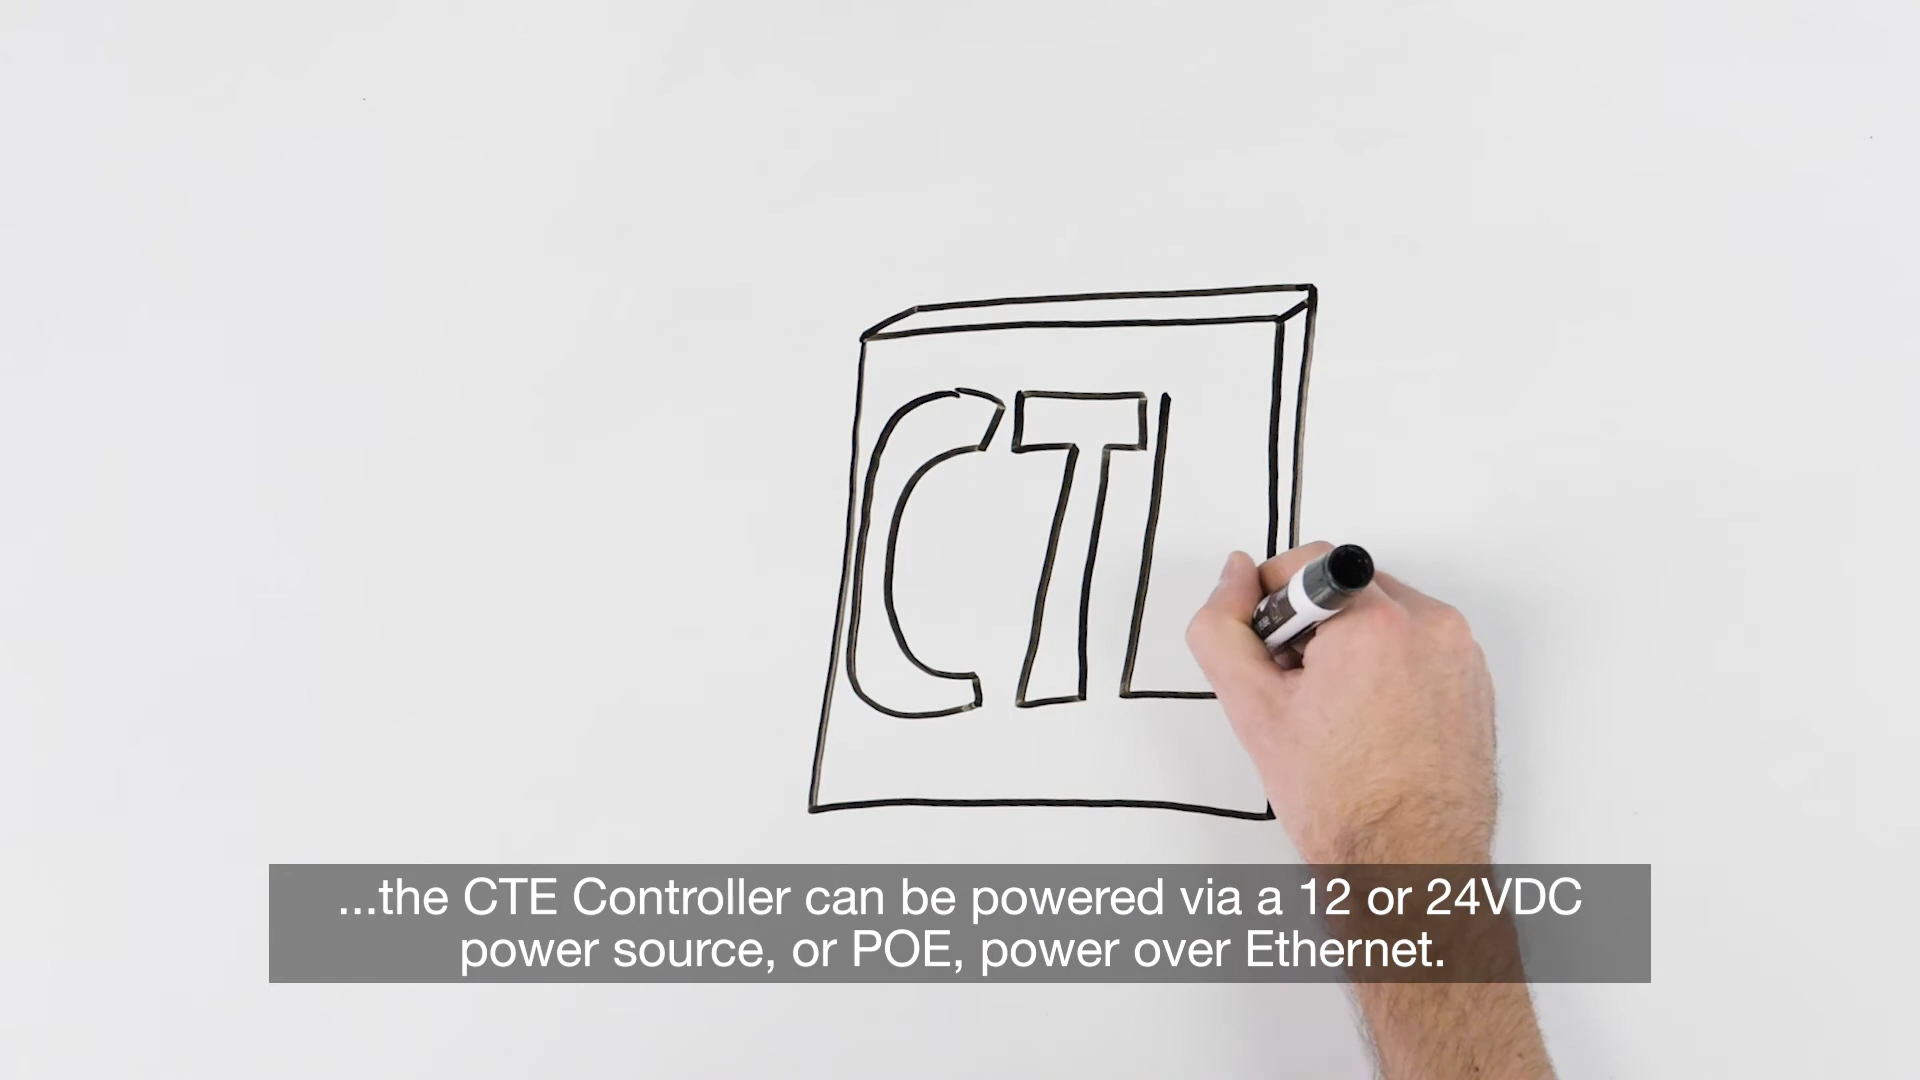 CTL
...the CTE Controller can be powered via a 12 or 24VDC
power source, or POE, power over Ethernet.